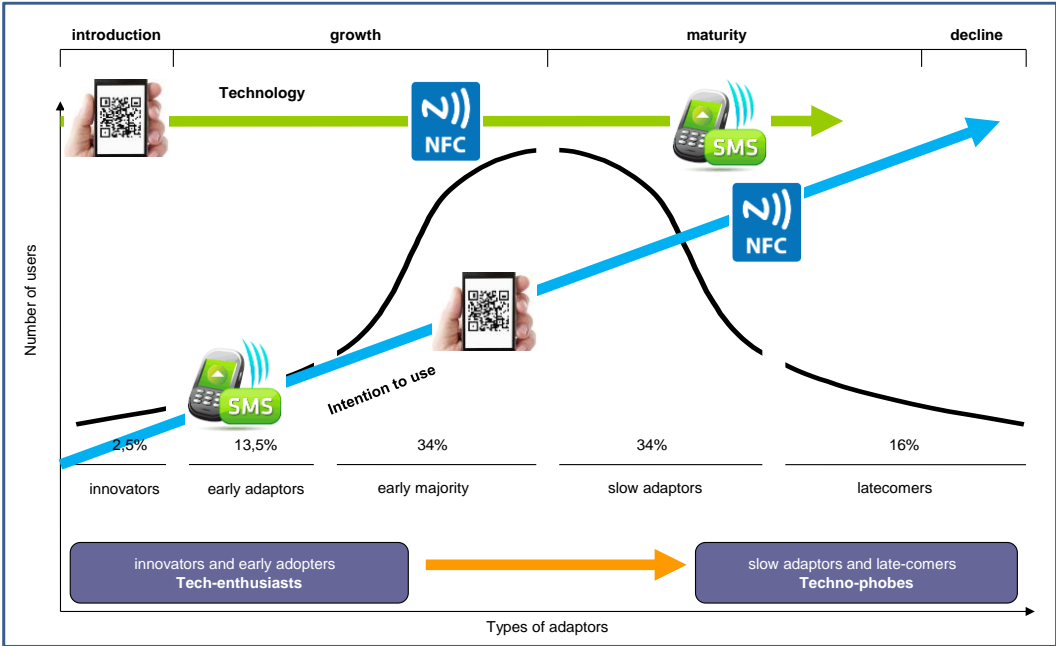 introduction growth maturity decline
Technology
NFC
SMS
NFC
Number of users
SMS
Intention to use
2,5% 13,5% 34% 34% 16%
innovators early adaptors early majority slow adaptors latecomers
innovators and early adopters
Tech-enthusiasts
slow adaptors and late-comers
Techno-phobes
Types of adaptors